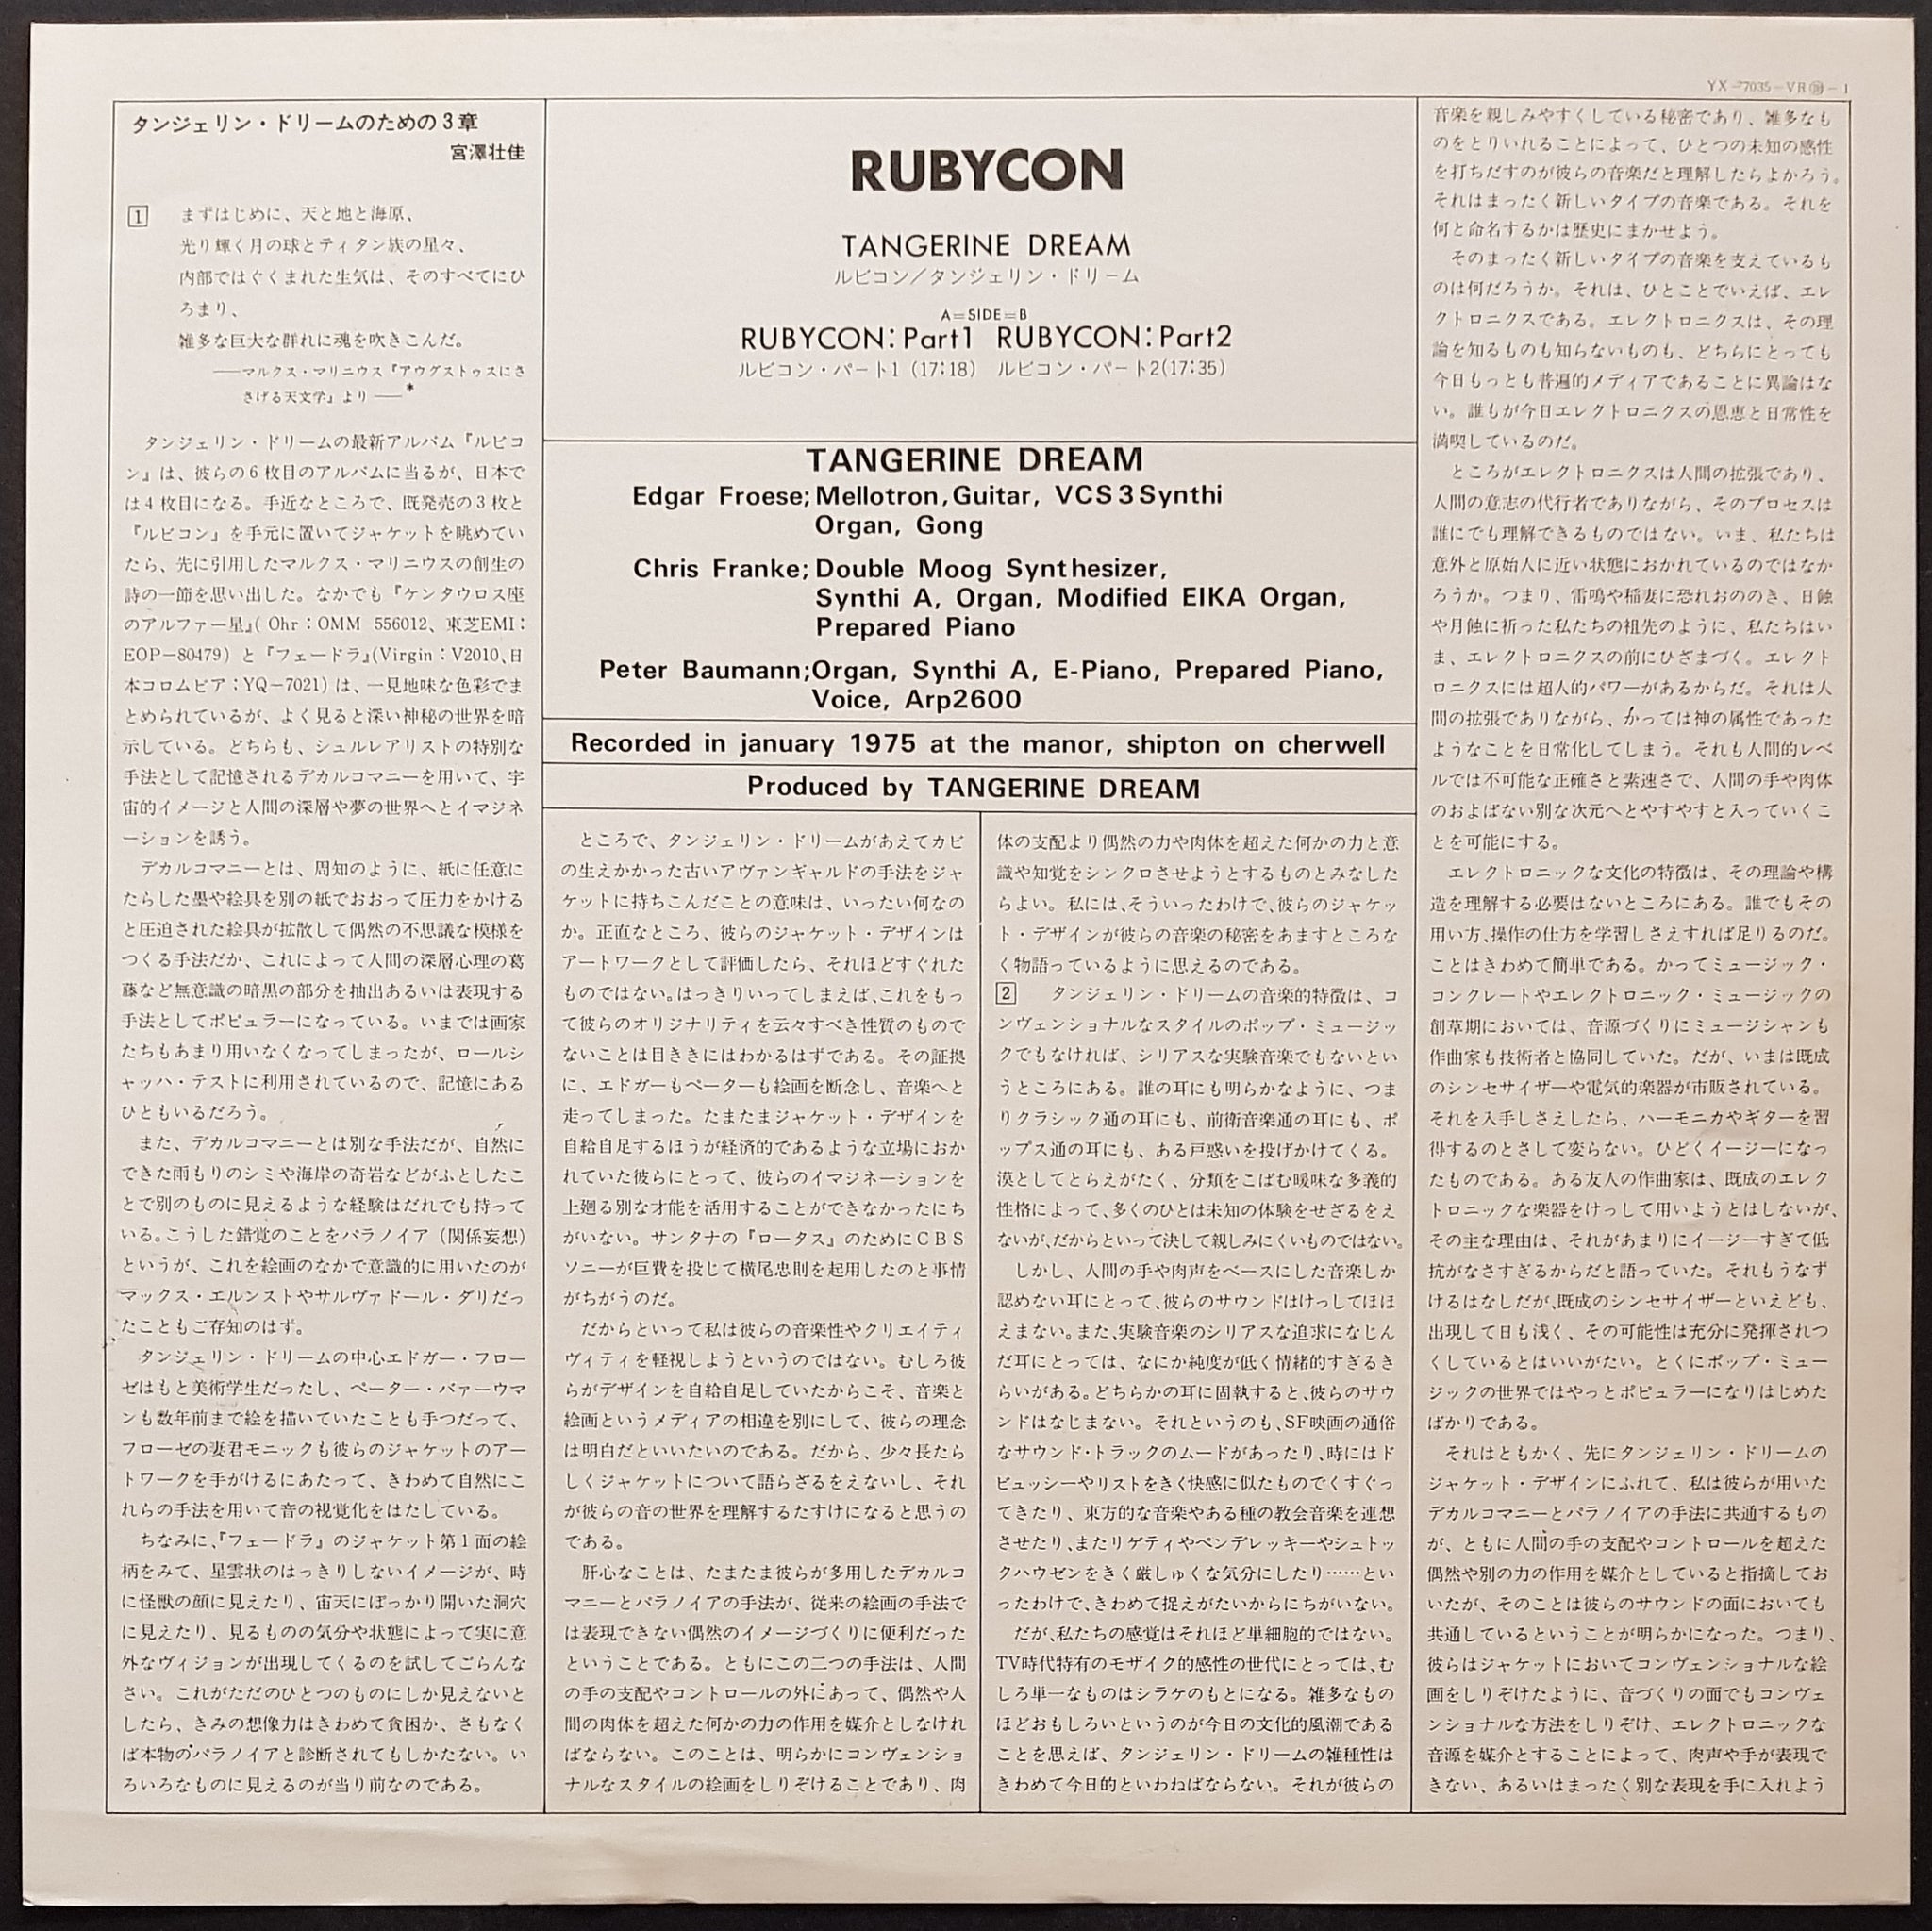 YX-7035-VR㊞-1
タンジェリン・ドリームのための3章
宮澤壮佳
1 まずはじめに、天と地と海原、
光り輝く月の球とティタン族の星々、
内部ではぐくまれた生気は、そのすべてにひ
ろまり、
雑多な巨大な群れに魂を吹きこんだ。
──マルクス・マリニウス『アウグストゥスにさ
さげる天文学』より──*
タンジェリン・ドリームの最新アルバム『ルビコ
ン』は、彼らの6枚目のアルバムに当るが、日本で
は4枚目になる。手近なところで、既発売の3枚と
『ルビコン』を手元に置いてジャケットを眺めてい
たら、先に引用したマルクス・マリニウスの創生の
詩の一節を思い出した。なかでも『ケンタウロス座
のアルファー星』(Ohr：OMM 556012、東芝EMI：
EOP-80479) と『フェードラ』(Virgin：V2010、日
本コロムビア；YQ-7021) は、一見地味な色彩でま
とめられているが、よく見ると深い神秘の世界を暗
示している。どちらも、シュルレアリストの特別な
手法として記憶されるデカルコマニーを用いて、宇
宙的イメージと人間の深層や夢の世界へとイマジネ
ーションを誘う。
デカルコマニーとは、周知のように、紙に任意に
たらした墨や絵具を別の紙でおおって圧力をかける
と圧迫された絵具が拡散して偶然の不思議な模様を
つくる手法だか、これによって人間の深層心理の葛
藤など無意識の暗黒の部分を抽出あるいは表現する
手法としてポピュラーになっている。いまでは画家
たちもあまり用いなくなってしまったが、ロールシ
ャッハ・テストに利用されているので、記憶にある
ひともいるだろう。
また、デカルコマニーとは別な手法だが、自然に
できた雨もりのシミや海岸の奇岩などがふとしたこ
とで別のものに見えるような経験はだれでも持って
いる。こうした錯覚のことをパラノイア（関係妄想）
というが、これを絵画のなかで意識的に用いたのが
マックス・エルンストやサルヴァドール・ダリだっ
たこともご存知のはず。
タンジェリン・ドリームの中心エドガー・フロー
ゼはもと美術学生だったし、ペーター・バァーウマ
ンも数年前まで絵を描いていたことも手つだって、
フローゼの妻君モニックも彼らのジャケットのアー
トワークを手がけるにあたって、きわめて自然にこ
れらの手法を用いて音の視覚化をはたしている。
ちなみに、『フェードラ』のジャケット第1面の絵
柄をみて、星雲状のはっきりしないイメージが、時
に怪獣の顔に見えたり、宙天にぽっかり開いた洞穴
に見えたり、見るものの気分や状態によって実に意
外なヴィジョンが出現してくるのを試してごらんな
さい。これがただのひとつのものにしか見えないと
したら、きみの想像力はきわめて貧困か、さもなく
ば本物のパラノイアと診断されてもしかたない。い
ろいろなものに見えるのが当り前なのである。
RUBYCON
TANGERINE DREAM
ルビコン／タンジェリン・ドリーム
A=SIDE=B
RUBYCON：Part1 RUBYCON：Part2
ルビコン・パート1 (17:18) ルビコン・パート2(17:35)
TANGERINE DREAM
Edgar Froese; Mellotron, Guitar, VCS3 Synthi
Organ, Gong
Chris Franke; Double Moog Synthesizer,
Synthi A, Organ, Modified EIKA Organ,
Prepared Piano
Peter Baumann; Organ, Synthi A, E-Piano, Prepared Piano,
Voice, Arp2600
Recorded in january 1975 at the manor, shipton on cherwell
Produced by TANGERINE DREAM
ところで、タンジェリン・ドリームがあえてカビ
の生えかかった古いアヴァンギャルドの手法をジャ
ケットに持ちこんだことの意味は、いったい何なの
か。正直なところ、彼らのジャケット・デザインは
アートワークとして評価したら、それほどすぐれた
ものではない。はっきりいってしまえば、これをもっ
て彼らのオリジナリティを云々すべき性質のもので
ないことは目ききにはわかるはずである。その証拠
に、エドガーもペーターも絵画を断念し、音楽へと
走ってしまった。たまたまジャケット・デザインを
自給自足するほうが経済的であるような立場におか
れていた彼らにとって、彼らのイマジネーションを
上廻る別な才能を活用することができなかったにち
がいない。サンタナの『ロータス』のためにCBS
ソニーが巨費を投じて横尾忠則を起用したのと事情
がちがうのだ。
だからといって私は彼らの音楽性やクリエイティ
ヴィティを軽視しようというのではない。むしろ彼
らがデザインを自給自足していたからこそ、音楽と
絵画というメディアの相違を別にして、彼らの理念
は明白だといいたいのである。だから、少々長たら
しくジャケットについて語らざるをえないし、それ
が彼らの音の世界を理解するたすけになると思うの
である。
肝心なことは、たまたま彼らが多用したデカルコ
マニーとパラノイアの手法が、従来の絵画の手法で
は表現できない偶然のイメージづくりに便利だった
ということである。ともにこの二つの手法は、人間
の手の支配やコントロールの外にあって、偶然や人
間の肉体を超えた何かの力の作用を媒介としなけれ
ばならない。このことは、明らかにコンヴェンショ
ナルなスタイルの絵画をしりぞけることであり、肉
体の支配より偶然の力や肉体を超えた何かの力と意
識や知覚をシンクロさせようとするものとみなした
らよい。私には、そういったわけで、彼らのジャケッ
ト・デザインが彼らの音楽の秘密をあますところな
く物語っているように思えるのである。
2 タンジェリン・ドリームの音楽的特徴は、コ
ンヴェンショナルなスタイルのポップ・ミュージッ
クでもなければ、シリアスな実験音楽でもないとい
うところにある。誰の耳にも明らかなように、つま
りクラシック通の耳にも、前衛音楽通の耳にも、ポ
ップス通の耳にも、ある戸惑いを投げかけてくる。
漠としてとらえがたく、分類をこばむ曖昧な多義的
性格によって、多くのひとは未知の体験をせざるをえ
ないが、だからといって決して親しみにくいものではない。
しかし、人間の手や肉声をベースにした音楽しか
認めない耳にとって、彼らのサウンドはけっしてほほ
えまない。また、実験音楽のシリアスな追求になじん
だ耳にとっては、なにか純度が低く情緒的すぎるき
らいがある。どちらかの耳に固執すると、彼らのサウ
ンドはなじまない。それというのも、SF映画の通俗
なサウンド・トラックのムードがあったり、時にはド
ビュッシーやリストをきく快感に似たものでくすぐっ
てきたり、東方的な音楽やある種の教会音楽を連想
させたり、またリゲティやペンデレッキーやシュトッ
クハウゼンをきく厳しゅくな気分にしたり……とい
ったわけで、きわめて捉えがたいからにちがいない。
だが、私たちの感覚はそれほど単細胞的ではない。
TV時代特有のモザイク的感性の世代にとっては、む
しろ単一なものはシラケのもとになる。雑多なもの
ほどおもしろいというのが今日の文化的風潮である
ことを思えば、タンジェリン・ドリームの雑種性は
きわめて今日的といわねばならない。それが彼らの
音楽を親しみやすくしている秘密であり、雑多なも
のをとりいれることによって、ひとつの未知の感性
を打ちだすのが彼らの音楽だと理解したらよかろう。
それはまったく新しいタイプの音楽である。それを
何と命名するかは歴史にまかせよう。
そのまったく新しいタイプの音楽を支えているも
のは何だろうか。それは、ひとことでいえば、エレ
クトロニクスである。エレクトロニクスは、その理
論を知るものも知らないものも、どちらにとっても
今日もっとも普遍的メディアであることに異論はな
い。誰もが今日エレクトロニクスの恩恵と日常性を
満喫しているのだ。
ところがエレクトロニクスは人間の拡張であり、
人間の意志の代行者でありながら、そのプロセスは
誰にでも理解できるものではない。いま、私たちは
意外と原始人に近い状態におかれているのではなか
ろうか。つまり、雷鳴や稲妻に恐れおののき、日蝕
や月蝕に祈った私たちの祖先のように、私たちはい
ま、エレクトロニクスの前にひざまづく。エレクト
ロニクスには超人的パワーがあるからだ。それは人
間の拡張でありながら、かっては神の属性であった
ようなことを日常化してしまう。それも人間的レベ
ルでは不可能な正確さと素速さで、人間の手や肉体
のおよばない別な次元へとやすやすと入っていくこ
とを可能にする。
エレクトロニックな文化の特徴は、その理論や構
造を理解する必要はないところにある。誰でもその
用い方、操作の仕方を学習しさえすれば足りるのだ。
ことはきわめて簡単である。かってミュージック・
コンクレートやエレクトロニック・ミュージックの
創草期においては、音源づくりにミュージシャンも
作曲家も技術者と協同していた。だが、いまは既成
のシンセサイザーや電気的楽器が市販されている。
それを入手しさえしたら、ハーモニカやギターを習
得するのとさして変らない。ひどくイージーになっ
たものである。ある友人の作曲家は、既成のエレク
トロニックな楽器をけっして用いようとはしないが、
その主な理由は、それがあまりにイージーすぎて低
抗がなさすぎるからだと語っていた。それもうなず
けるはなしだが、既成のシンセサイザーといえども、
出現して日も浅く、その可能性は充分に発揮されつ
くしているとはいいがたい。とくにポップ・ミュー
ジックの世界ではやっとポピュラーになりはじめた
ばかりである。
それはともかく、先にタンジェリン・ドリームの
ジャケット・デザインにふれて、私は彼らが用いた
デカルコマニーとパラノイアの手法に共通するもの
が、ともに人間の手の支配やコントロールを超えた
偶然や別の力の作用を媒介としていると指摘してお
いたが、そのことは彼らのサウンドの面においても
共通しているということが明らかになった。つまり、
彼らはジャケットにおいてコンヴェンショナルな絵
画をしりぞけたように、音づくりの面でもコンヴェ
ンショナルな方法をしりぞけ、エレクトロニックな
音源を媒介とすることによって、肉声や手が表現で
きない、あるいはまったく別な表現を手に入れよう